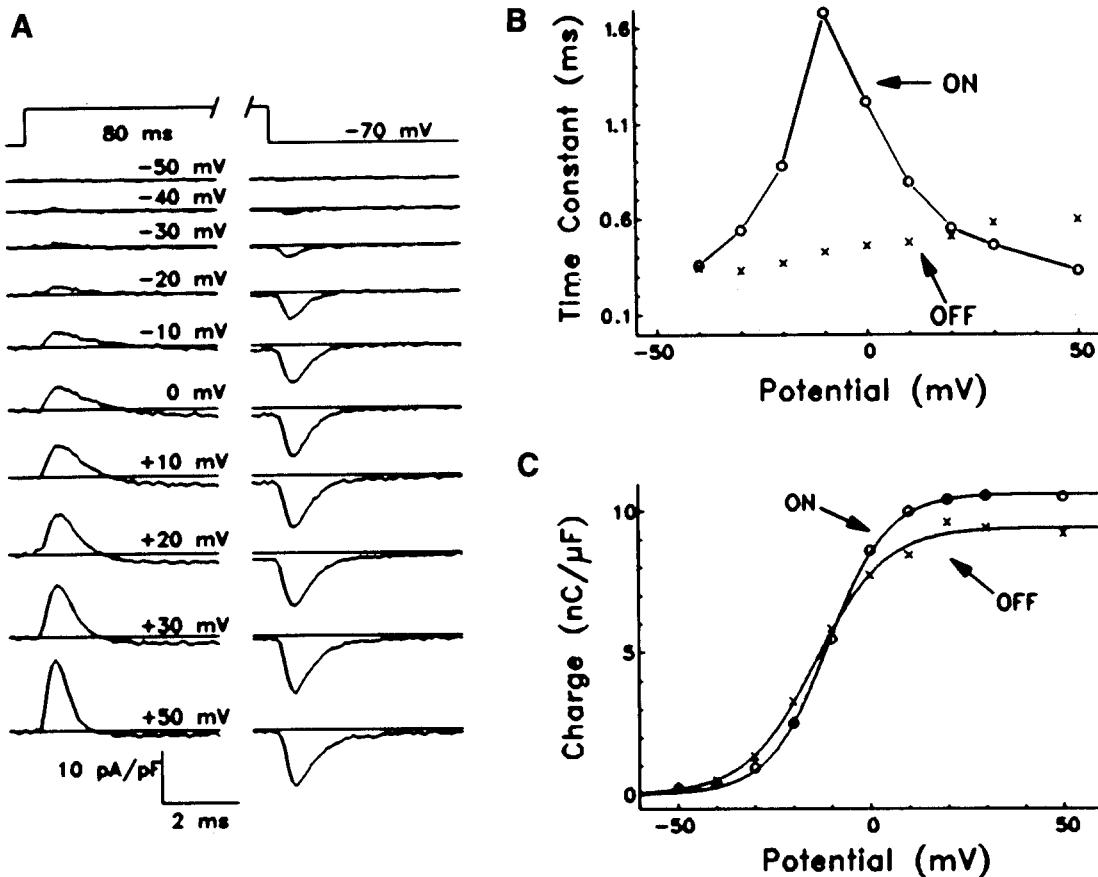 A
80 ms
-70 mV
-50 mV
-40 mV
-30 mV
-20 mV
-10 mV
0 mV
+10 mV
+20 mV
+30 mV
+50 mV
10 pA/pF
2 ms
B
Time Constant (ms)
1.6
1.1
0.6
0.1
ON
OFF
-50
0
50
Potential (mV)
C
Charge (nC/μF)
10
5
0
ON
OFF
-50
0
50
Potential (mV)